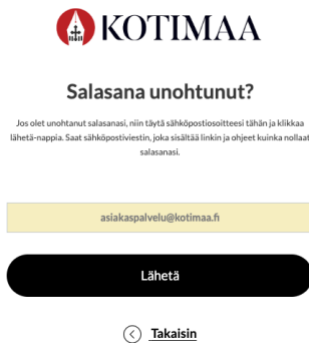 KOTIMAA
Salasana unohtunut?
Jos olet unohtanut salasanasi, niin täytä sähköpostiosoitteesi tähän ja klikkaa
lähetä-nappia. Saat sähköpostiviestin, joka sisältää linkin ja ohjeet kuinka nollaat
salasanasi.
asiakaspalvelu@kotimaa.fi
Lähetä
Takaisin